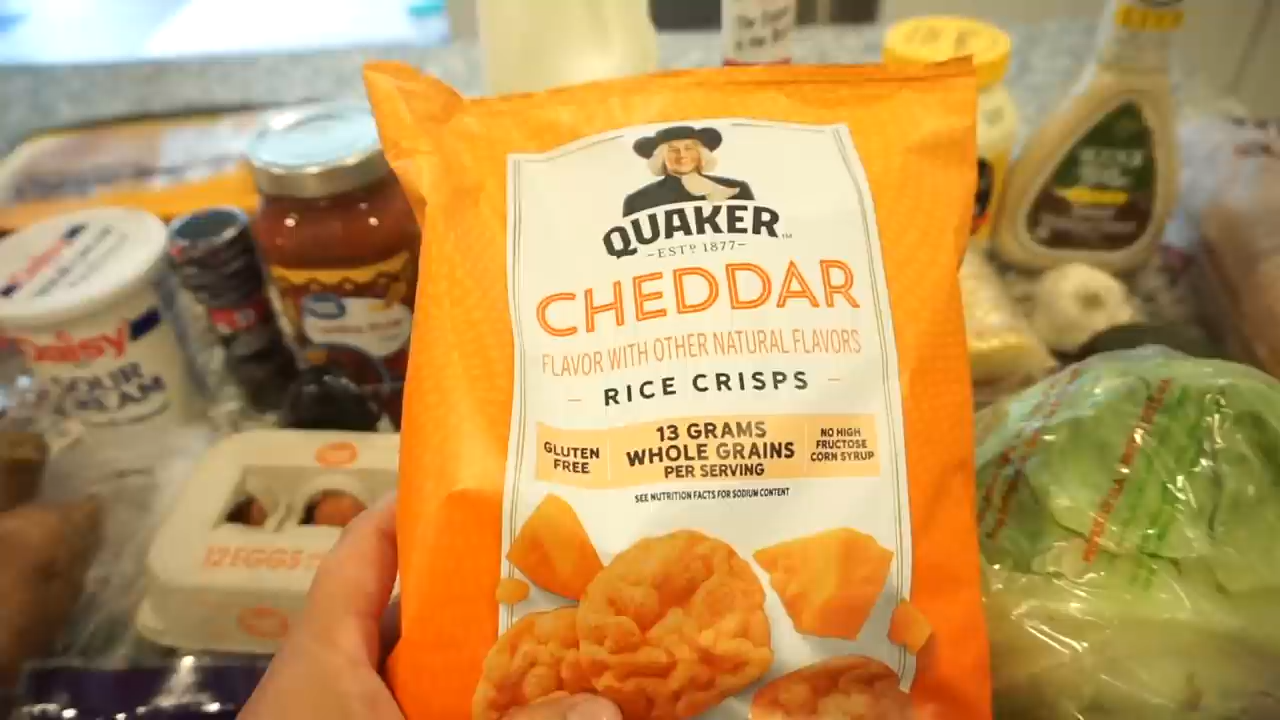 QUAKER
ESTD 1877
CHEDDAR
FLAVOR WITH OTHER NATURAL FLAVORS
RICE CRISPS
GLUTEN
FREE
13 GRAMS
WHOLE GRAINS
PER SERVING
NO HIGH
FRUCTOSE
CORN SYRUP
SEE NUTRITION FACTS FOR SODIUM CONTENT
Daisy
SOUR
CREAM
12 EGGS